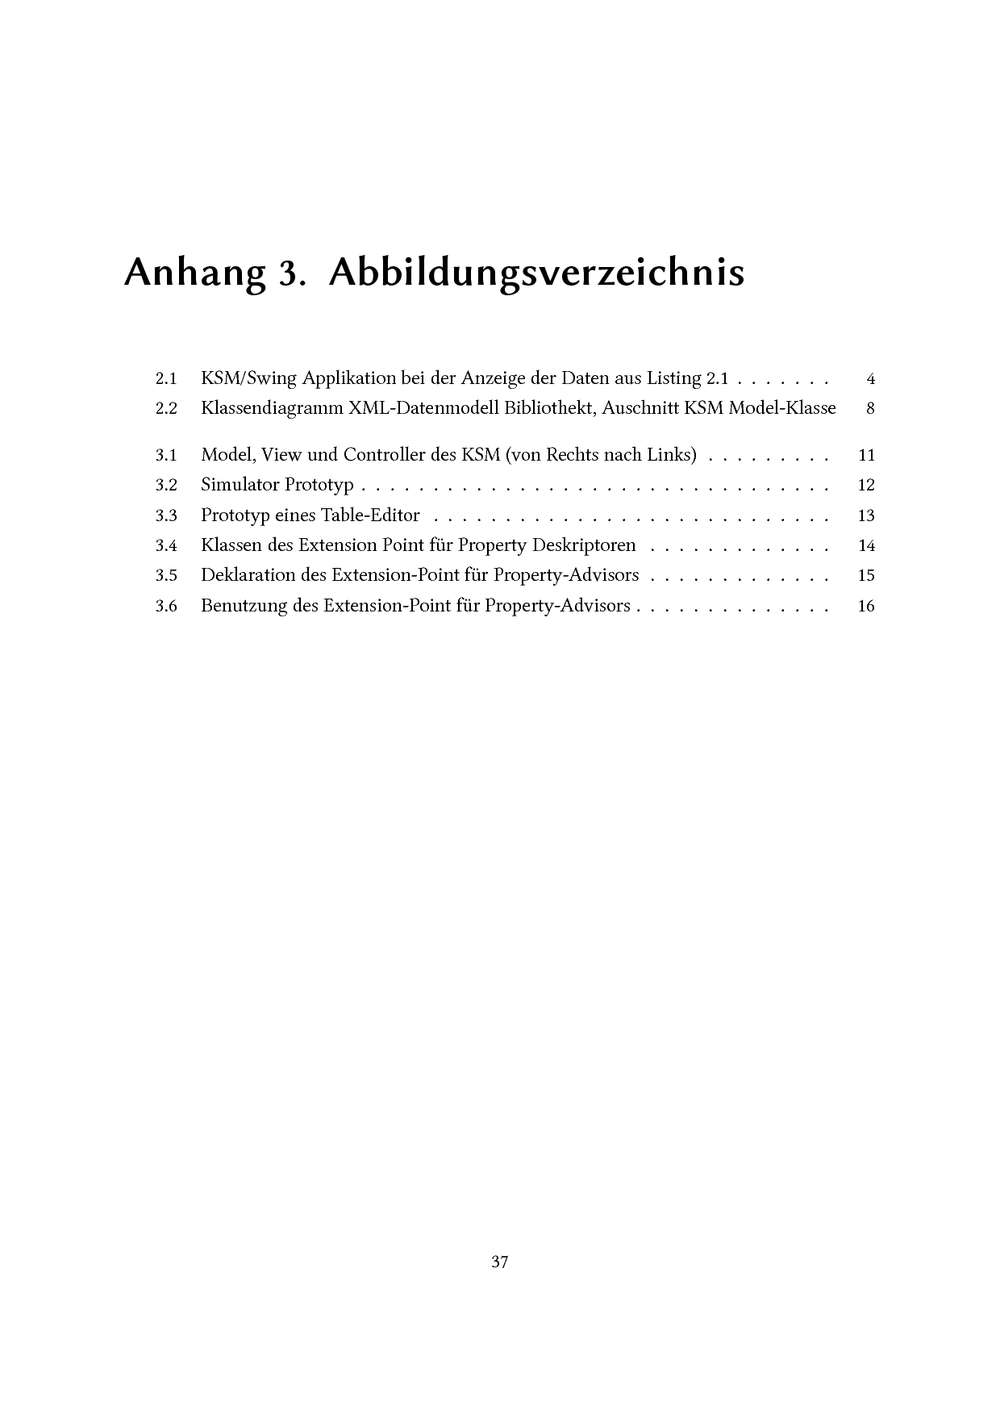 Anhang 3. Abbildungsverzeichnis
2.1 KSM/Swing Applikation bei der Anzeige der Daten aus Listing 2.1 . . . . . . . 4
2.2 Klassendiagramm XML-Datenmodell Bibliothekt, Auschnitt KSM Model-Klasse 8
3.1 Model, View und Controller des KSM (von Rechts nach Links) . . . . . . . . . 11
3.2 Simulator Prototyp . . . . . . . . . . . . . . . . . . . . . . . . . . . . . . . . . 12
3.3 Prototyp eines Table-Editor . . . . . . . . . . . . . . . . . . . . . . . . . . . . 13
3.4 Klassen des Extension Point für Property Deskriptoren . . . . . . . . . . . . . 14
3.5 Deklaration des Extension-Point für Property-Advisors . . . . . . . . . . . . . 15
3.6 Benutzung des Extension-Point für Property-Advisors . . . . . . . . . . . . . . 16
37